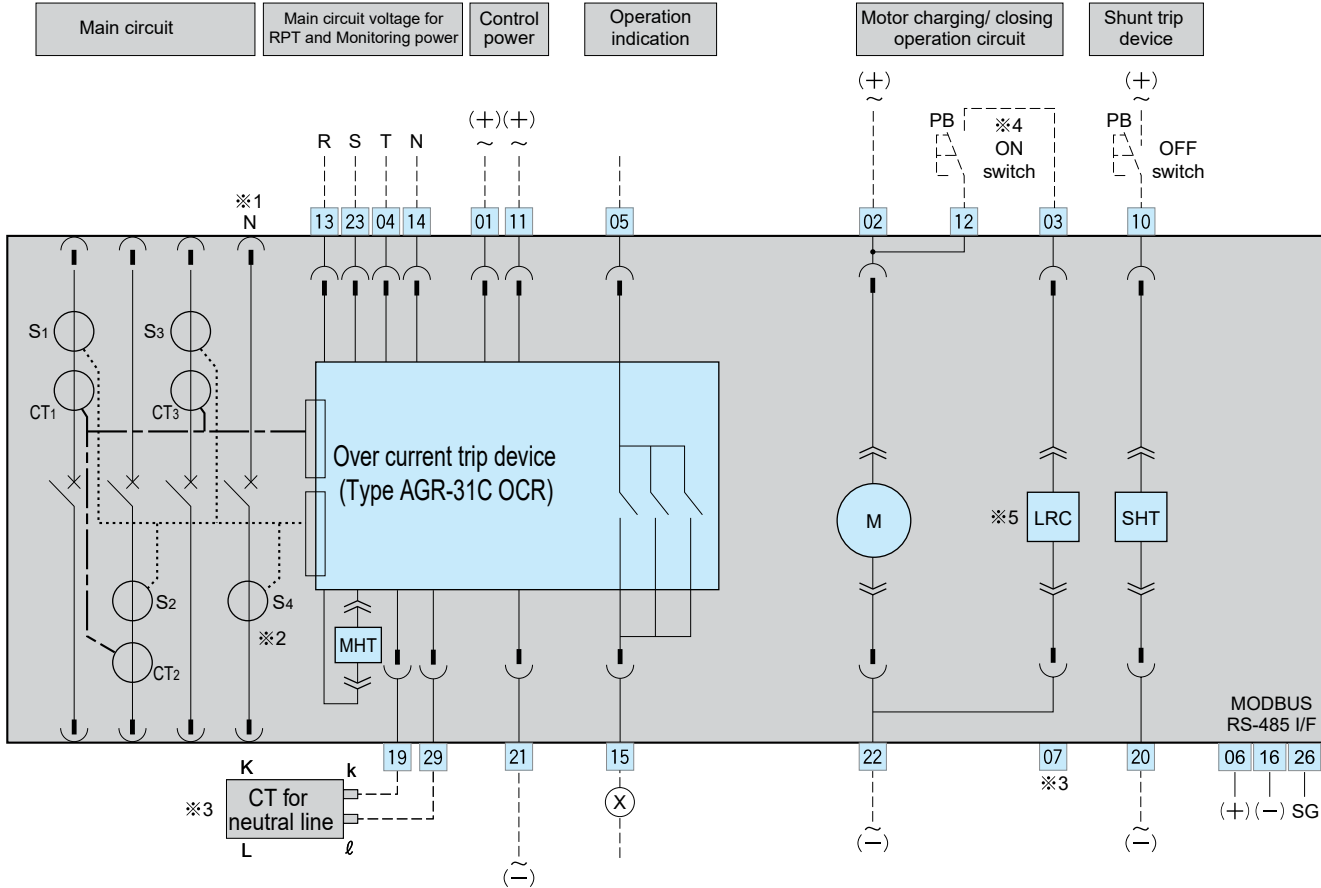 Main circuit
Main circuit voltage for
RPT and Monitoring power
Control
power
Operation
indication
Motor charging/ closing
operation circuit
Shunt trip
device
(+)
~
(+)
~
(+)(+)
~ ~
R S T N
PB
※4
ON
switch
PB
OFF
switch
※1
N
13 23 04 14 01 11 05 02 12 03 10
S1
S3
CT1
CT3
Over current trip device
(Type AGR-31C OCR)
M
※5
LRC
SHT
S2
S4
※2
CT2
MHT
MODBUS
RS-485 I/F
19 29 21 15 22 07 20 06 16 26
※3
(+) (−) SG
K
k
※3
CT for
neutral line
L
ℓ
X
~
(−)
~
(−)
~
(−)